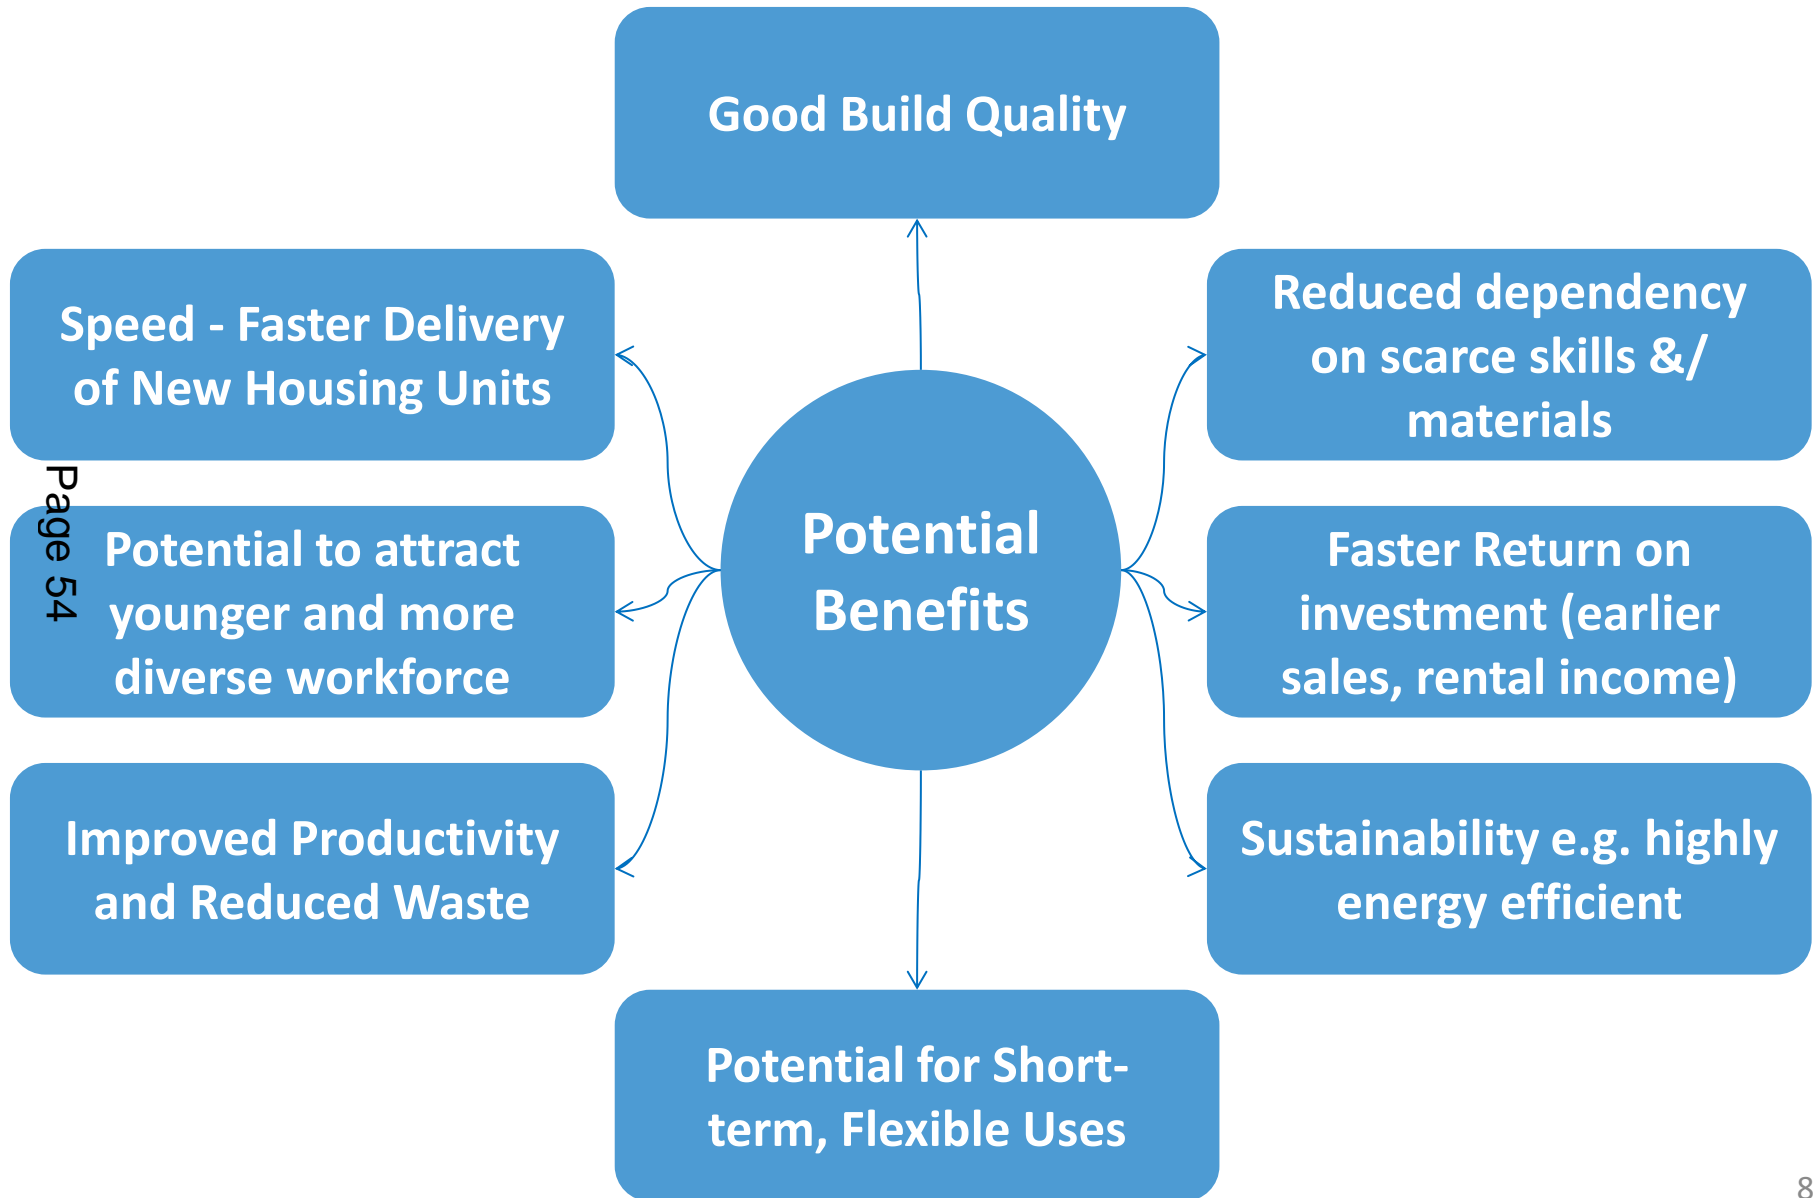 Good Build Quality
Speed - Faster Delivery
of New Housing Units
Reduced dependency
on scarce skills &/
materials
Page 54
Potential to attract
younger and more
diverse workforce
Potential
Benefits
Faster Return on
investment (earlier
sales, rental income)
Improved Productivity
and Reduced Waste
Sustainability e.g. highly
energy efficient
Potential for Short-
term, Flexible Uses
8